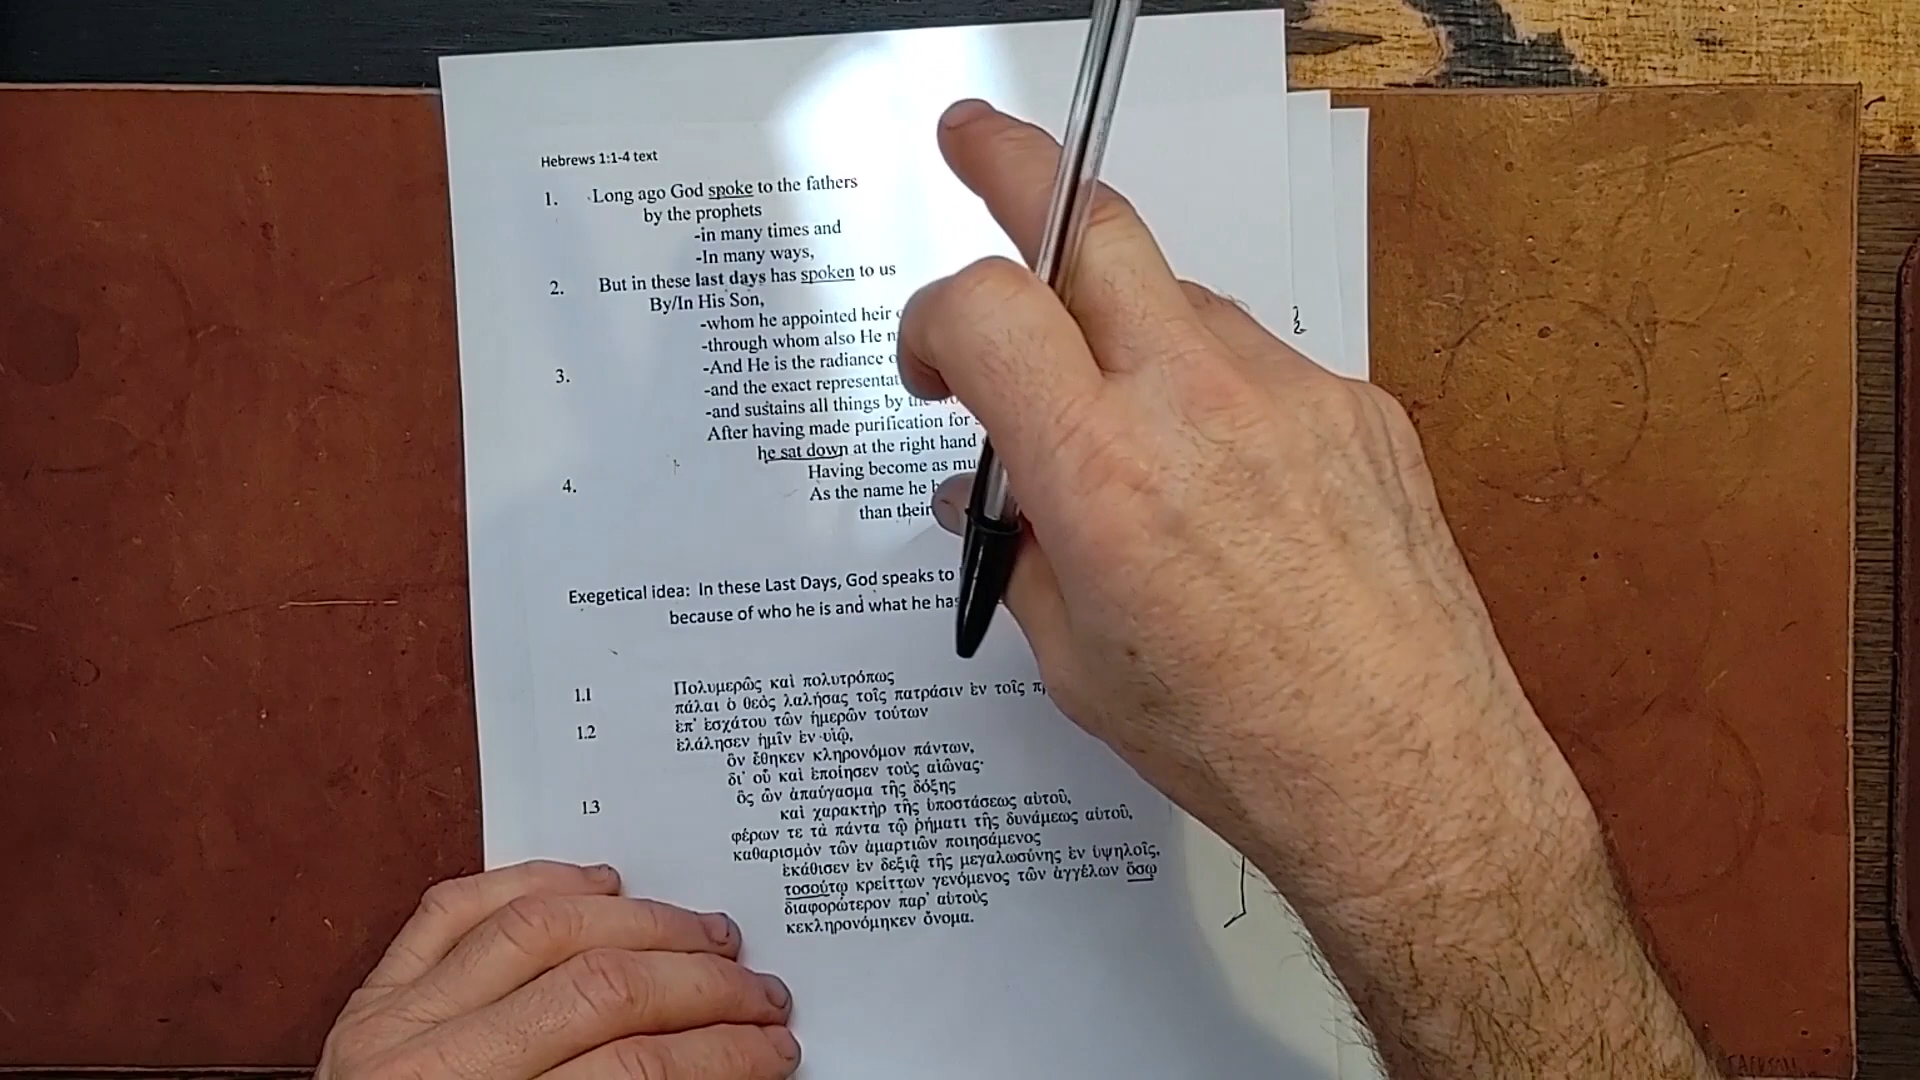 Hebrews 1:1-4 text
1. Long ago God spoke to the fathers
by the prophets
-in many times and
-In many ways,
2. But in these last days has spoken to us
By/In His Son,
-whom he appointed heir
-through whom also He
3. -And He is the radiance
-and the exact
-and sustains all things by the
After having made purification for
he sat down at the right hand
Having become as
4. As the name he
than their
Exegetical idea: In these Last Days, God speaks to
because of who he is and what he has
1.1 Πολυμερῶς καὶ πολυτρόπως
πάλαι ὁ θεὸς λαλήσας τοῖς πατράσιν ἐν τοῖς
1.2 ἐπ' ἐσχάτου τῶν ἡμερῶν τούτων
ἐλάλησεν ἡμῖν ἐν υἱῷ,
ὃν ἔθηκεν κληρονόμον πάντων,
δι' οὗ καὶ ἐποίησεν τοὺς αἰῶνας·
1.3 ὃς ὢν ἀπαύγασμα τῆς δόξης
καὶ χαρακτὴρ τῆς ὑποστάσεως αὐτοῦ,
φέρων τε τὰ πάντα τῷ ῥήματι τῆς δυνάμεως αὐτοῦ,
καθαρισμὸν τῶν ἁμαρτιῶν ποιησάμενος
ἐκάθισεν ἐν δεξιᾷ τῆς μεγαλωσύνης ἐν ὑψηλοῖς,
τοσούτῳ κρείττων γενόμενος τῶν ἀγγέλων ὅσῳ
διαφορώτερον παρ' αὐτοὺς
κεκληρονόμηκεν ὄνομα.